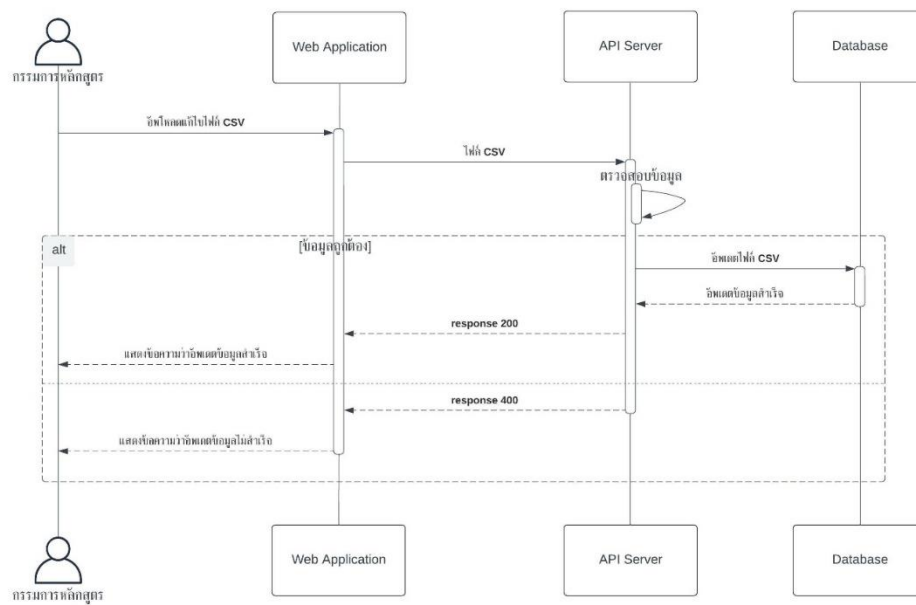 Web Application
API Server
Database
กรรมการหลักสูตร
อัพโหลดแก้ไขไฟล์ CSV
ไฟล์ CSV
ตรวจสอบข้อมูล
alt
[ข้อมูลถูกต้อง]
อัพเดตไฟล์ CSV
อัพเดตข้อมูลสำเร็จ
response 200
แสดงข้อความว่าอัพเดตข้อมูลสำเร็จ
response 400
แสดงข้อความว่าอัพเดตข้อมูลไม่สำเร็จ
Web Application
API Server
Database
กรรมการหลักสูตร